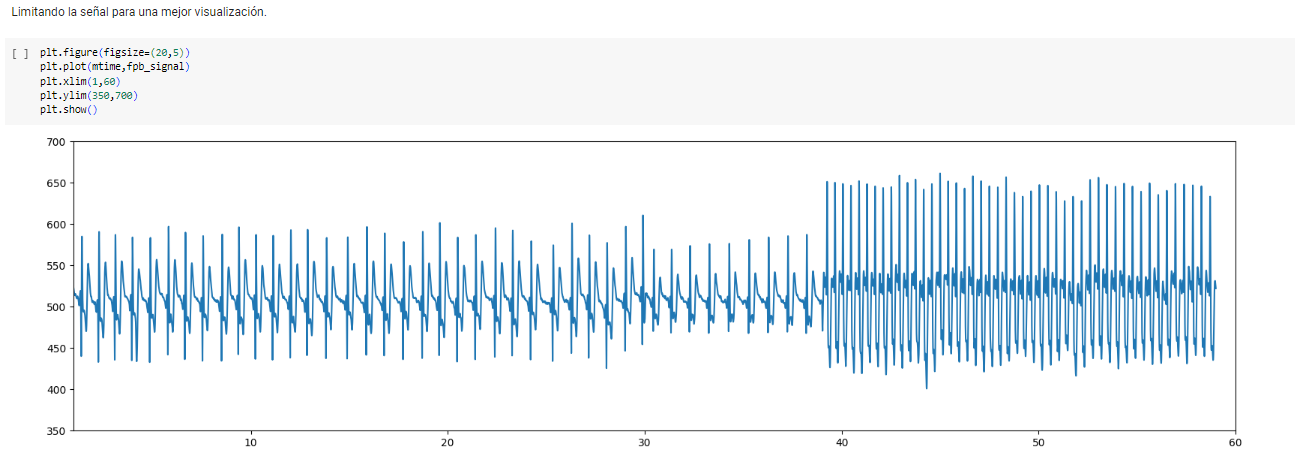 Limitando la señal para una mejor visualización.
[ ] plt.figure(figsize=(20,5))
plt.plot(mtime,fpb_signal)
plt.xlim(1,60)
plt.ylim(350,700)
plt.show()
700
650
600
550
500
450
400
350
10 20 30 40 50 60